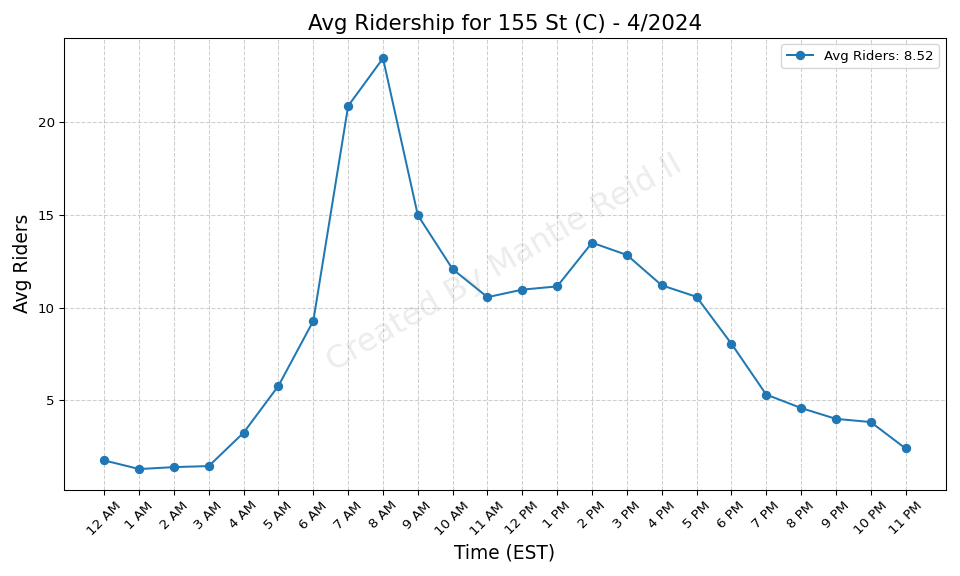 Avg Ridership for 155 St (C) - 4/2024
Avg Riders: 8.52
Avg Riders
20
15
10
5
Created By Mantie Reid II
12 AM
1 AM
2 AM
3 AM
4 AM
5 AM
6 AM
7 AM
8 AM
9 AM
10 AM
11 AM
12 PM
1 PM
2 PM
3 PM
4 PM
5 PM
6 PM
7 PM
8 PM
9 PM
10 PM
11 PM
Time (EST)